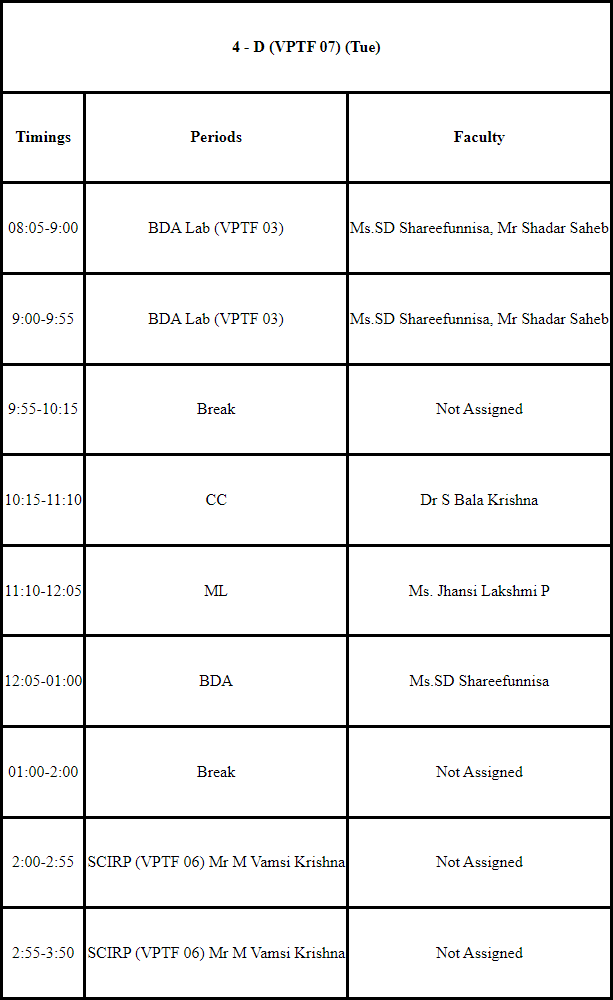 4 - D (VPTF 07) (Tue)
Timings Periods Faculty
08:05-9:00 BDA Lab (VPTF 03) Ms.SD Shareefunnisa, Mr Shadar Saheb
9:00-9:55 BDA Lab (VPTF 03) Ms.SD Shareefunnisa, Mr Shadar Saheb
9:55-10:15 Break Not Assigned
10:15-11:10 CC Dr S Bala Krishna
11:10-12:05 ML Ms. Jhansi Lakshmi P
12:05-01:00 BDA Ms.SD Shareefunnisa
01:00-2:00 Break Not Assigned
2:00-2:55 SCIRP (VPTF 06) Mr M Vamsi Krishna Not Assigned
2:55-3:50 SCIRP (VPTF 06) Mr M Vamsi Krishna Not Assigned